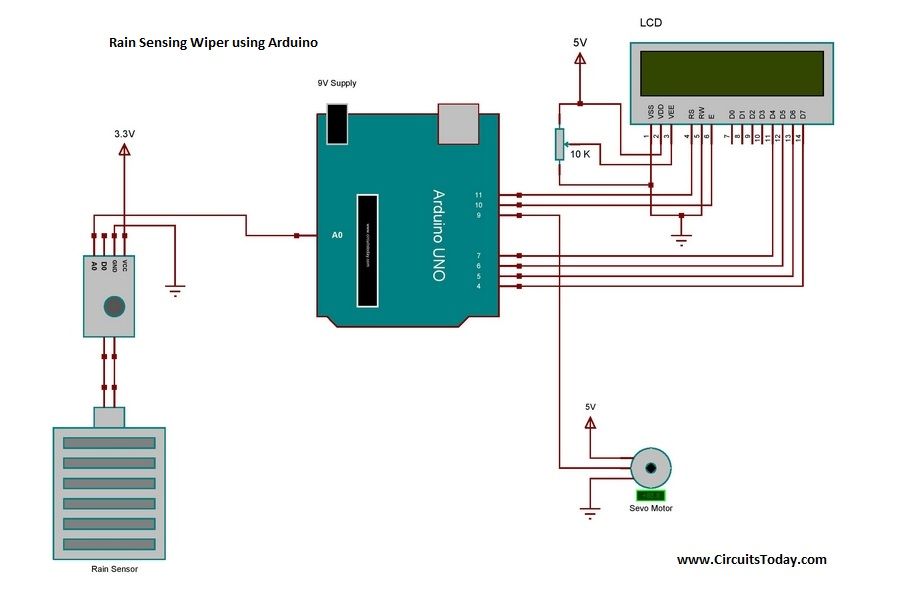 LCD
Rain Sensing Wiper using Arduino
5V
9V Supply
VSS
VDD
VEE
RS
RW
E
D0
D1
D2
D3
D4
D5
D6
D7
1
2
3
4
5
6
7
8
9
10
11
12
13
14
3.3V
10 K
11
10
9
Arduino UNO
A0
www.circuitstoday.com
7
6
5
4
A0
D0
GND
VCC
5V
Sevo Motor
www.CircuitsToday.com
Rain Sensor